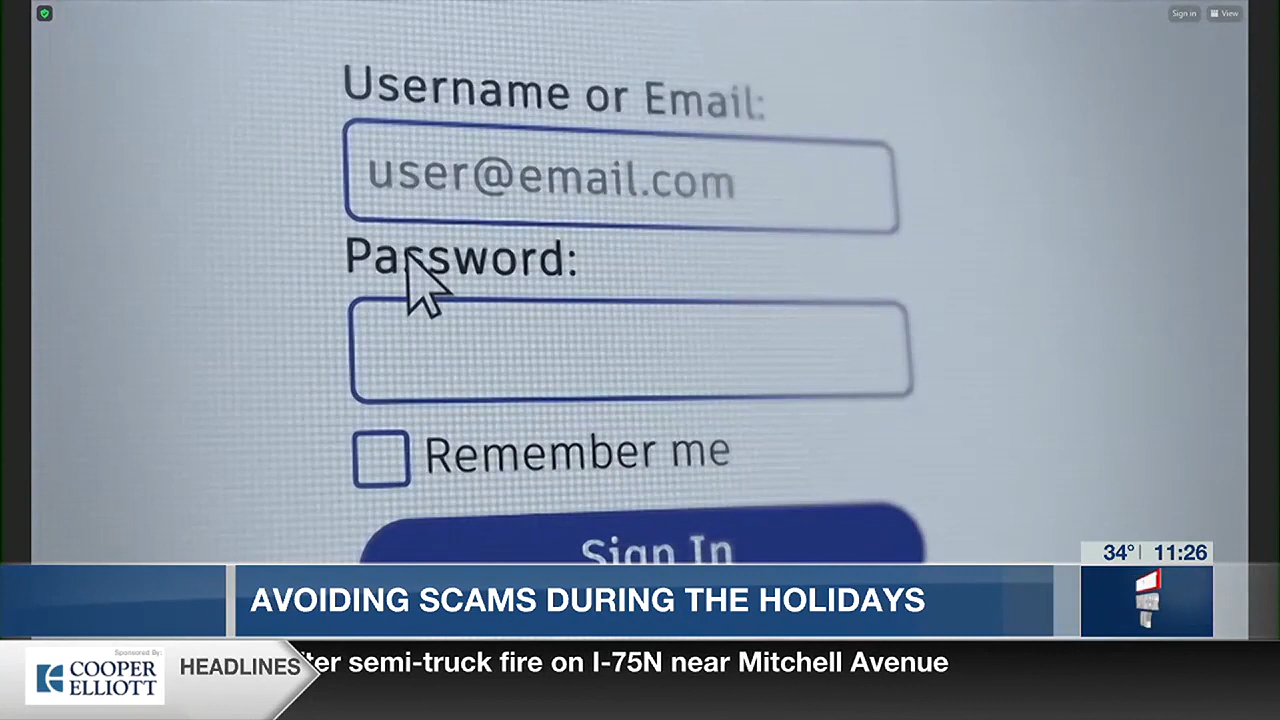 Sign in View
Username or Email:
user@email.com
Password:
Remember me
Sign In
34° 11:26
AVOIDING SCAMS DURING THE HOLIDAYS
Sponsored By:
COOPER
ELLIOTT
HEADLINES
semi-truck fire on I-75N near Mitchell Avenue